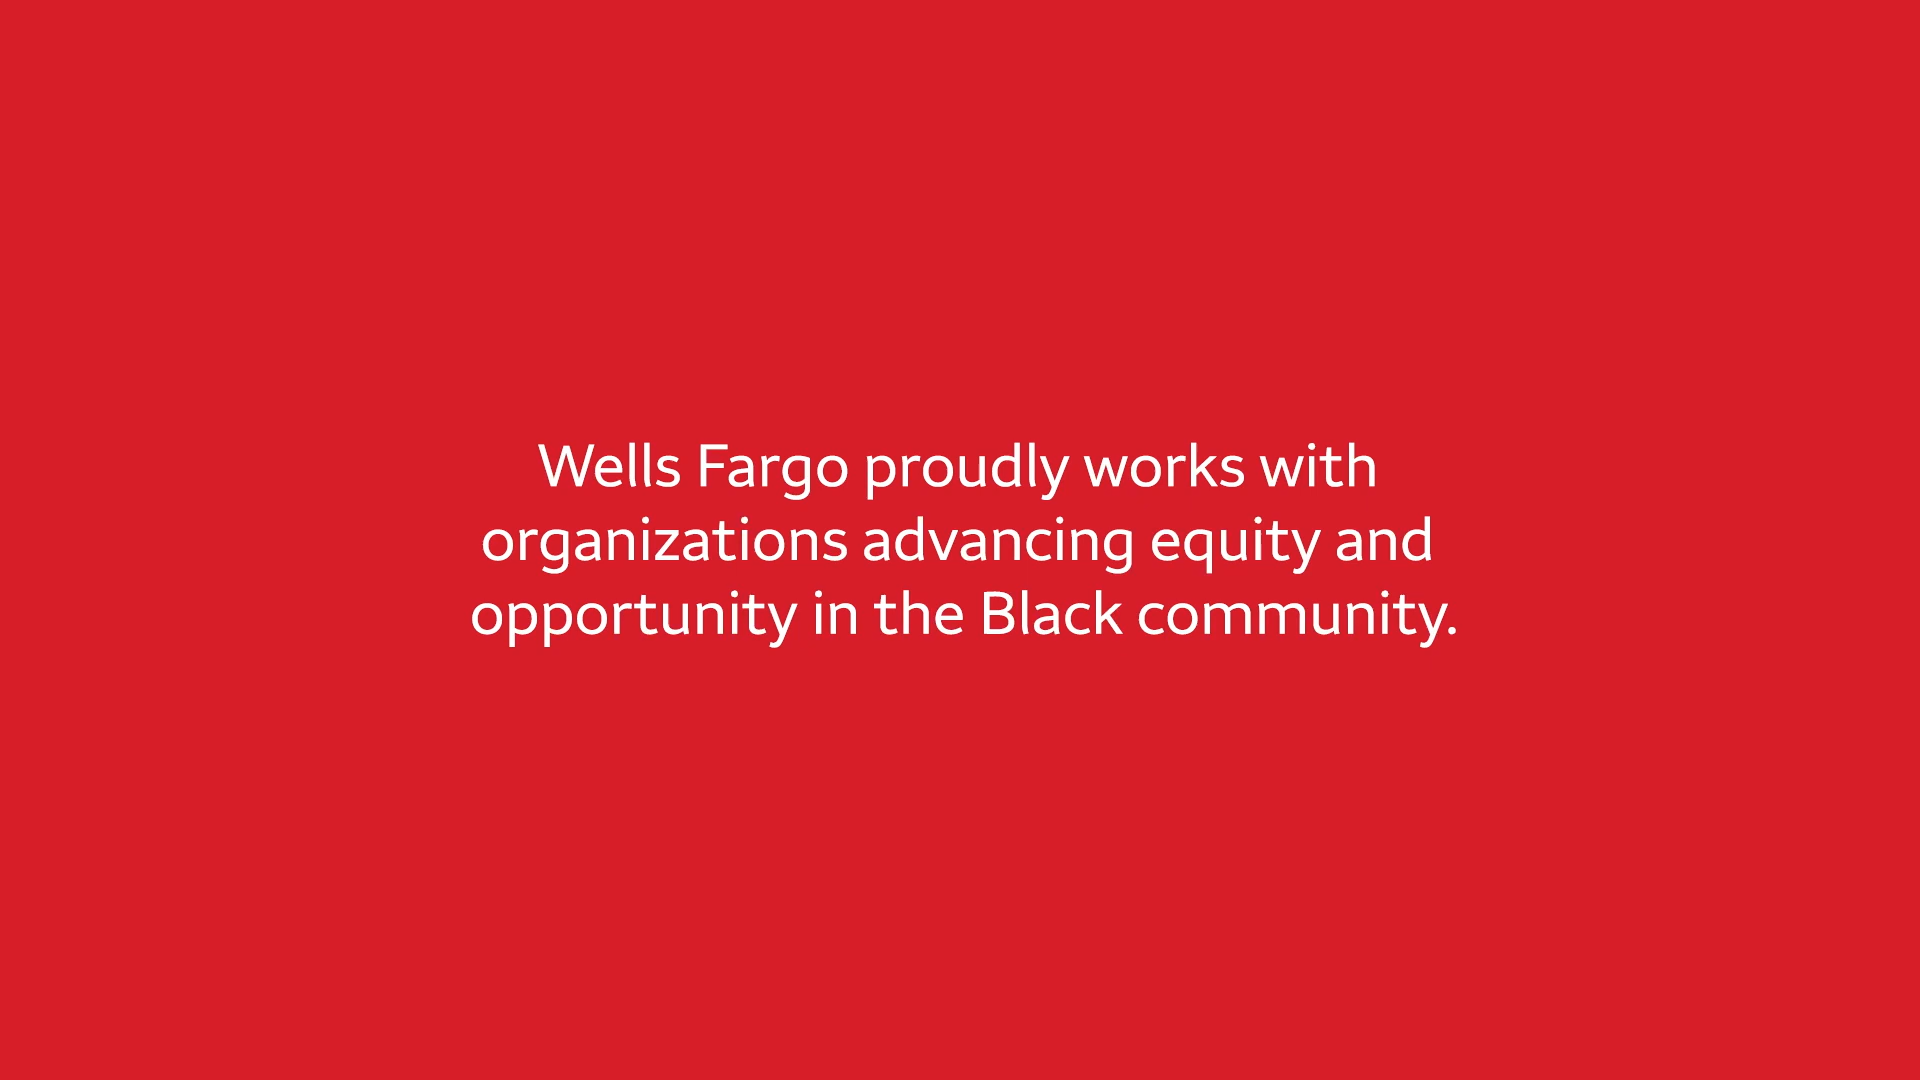 Wells Fargo proudly works with
organizations advancing equity and
opportunity in the Black community.